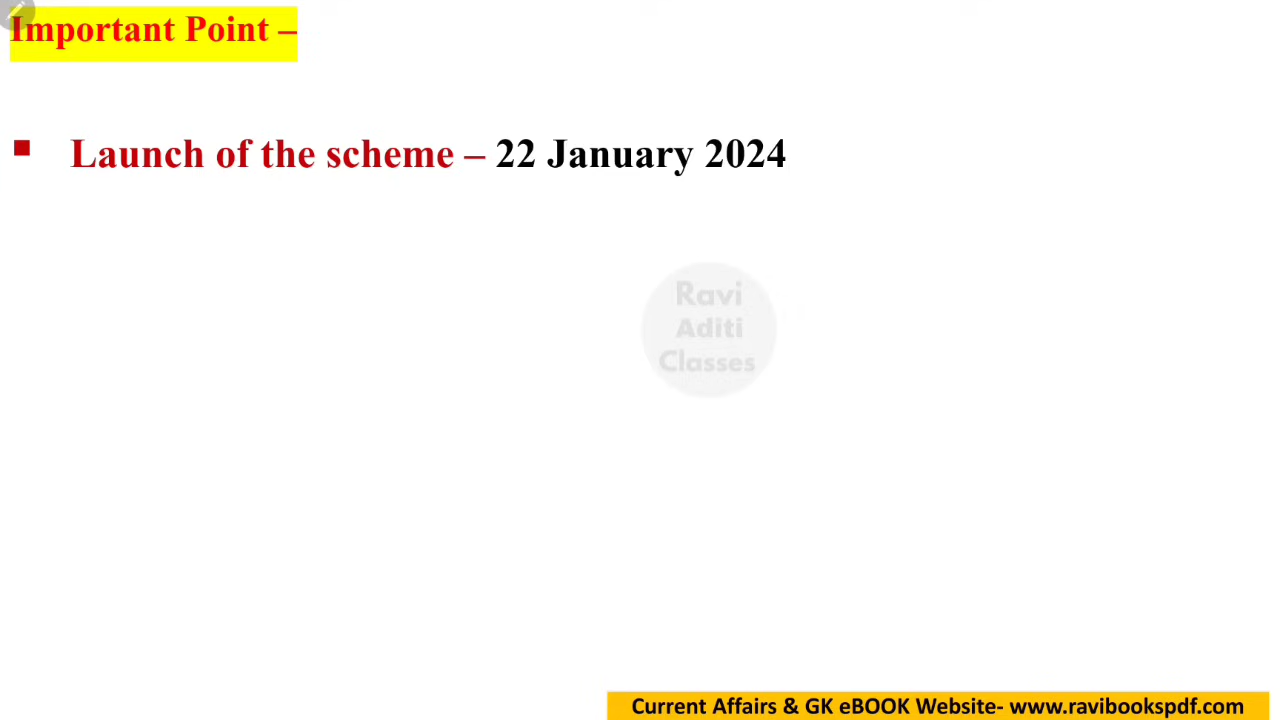 Important Point –
▪ Launch of the scheme – 22 January 2024
Ravi
Aditi
Classes
Current Affairs & GK eBOOK Website- www.ravibookspdf.com